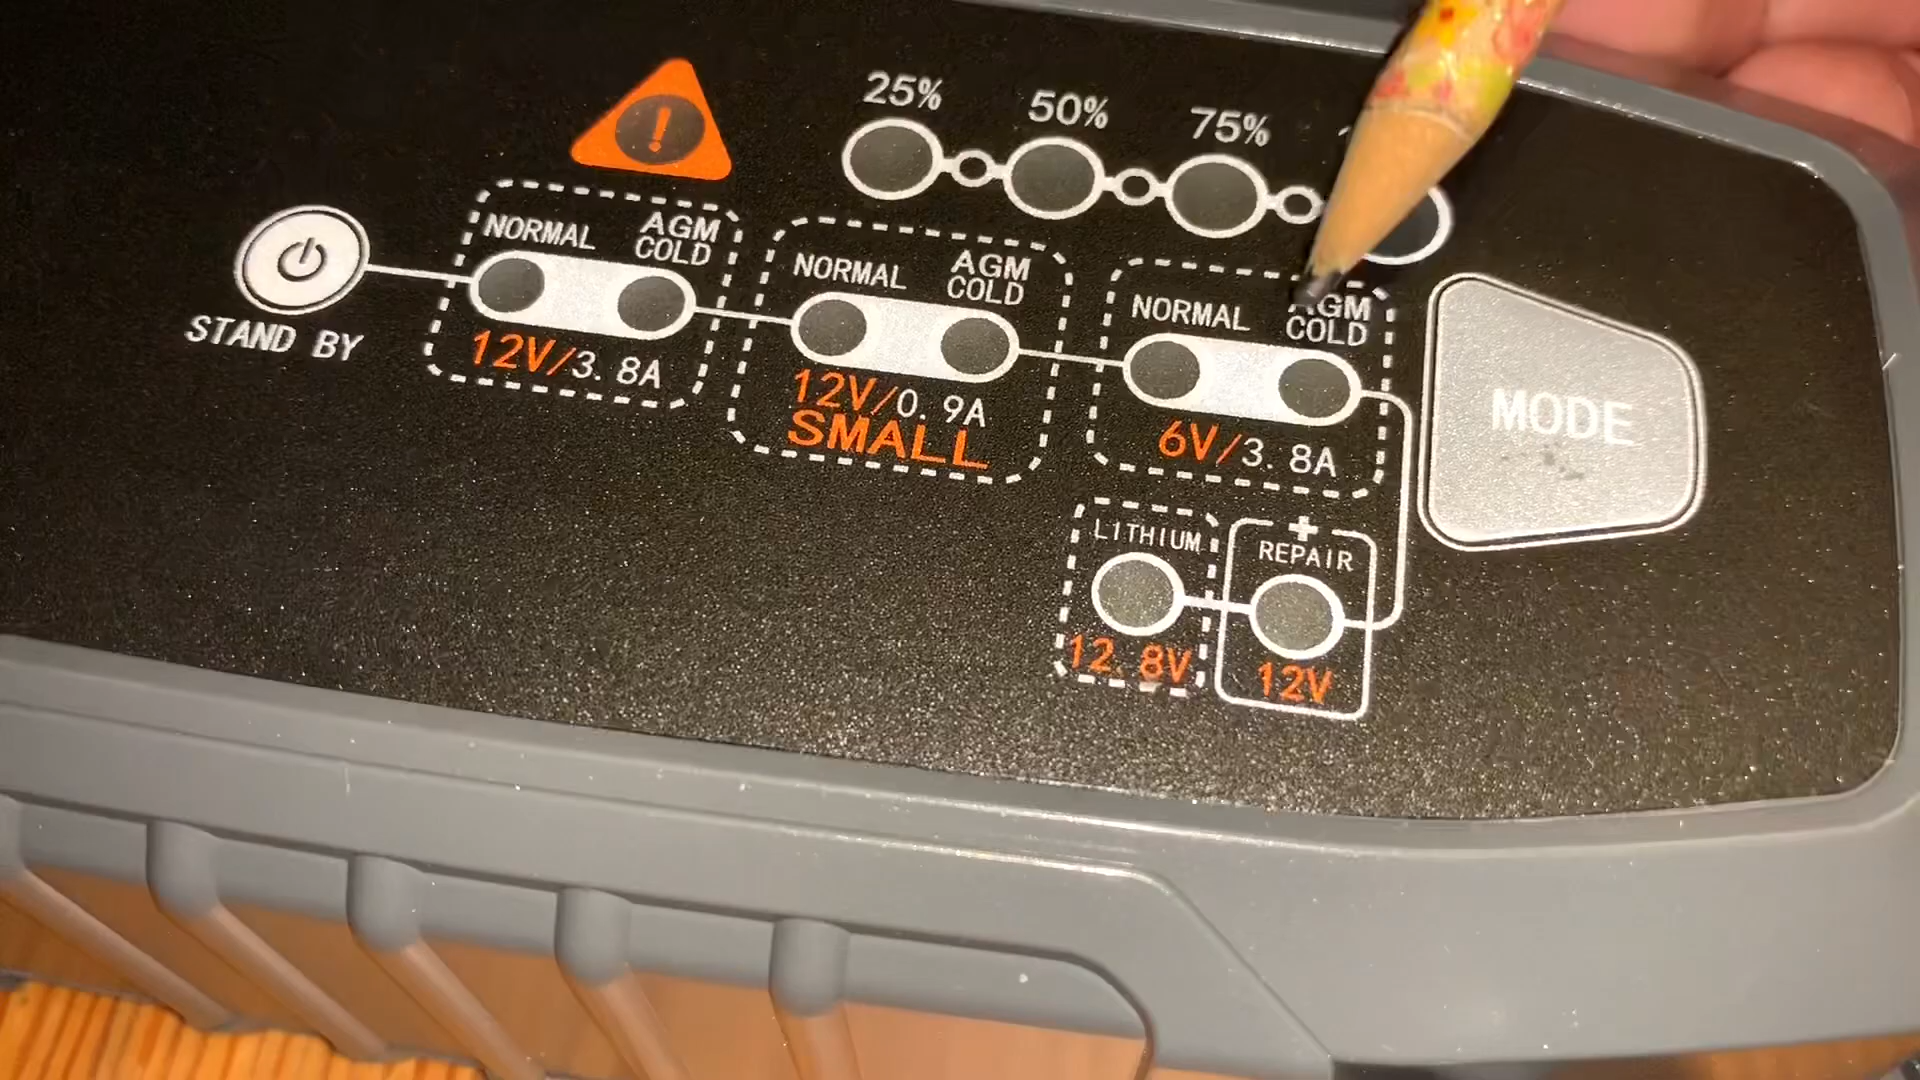 !
25%
50%
75%
NORMAL
AGM
COLD
12V/3.8A
NORMAL
AGM
COLD
12V/0.9A
SMALL
NORMAL
AGM
COLD
6V/3.8A
STAND BY
MODE
LITHIUM
12.8V
REPAIR
12V